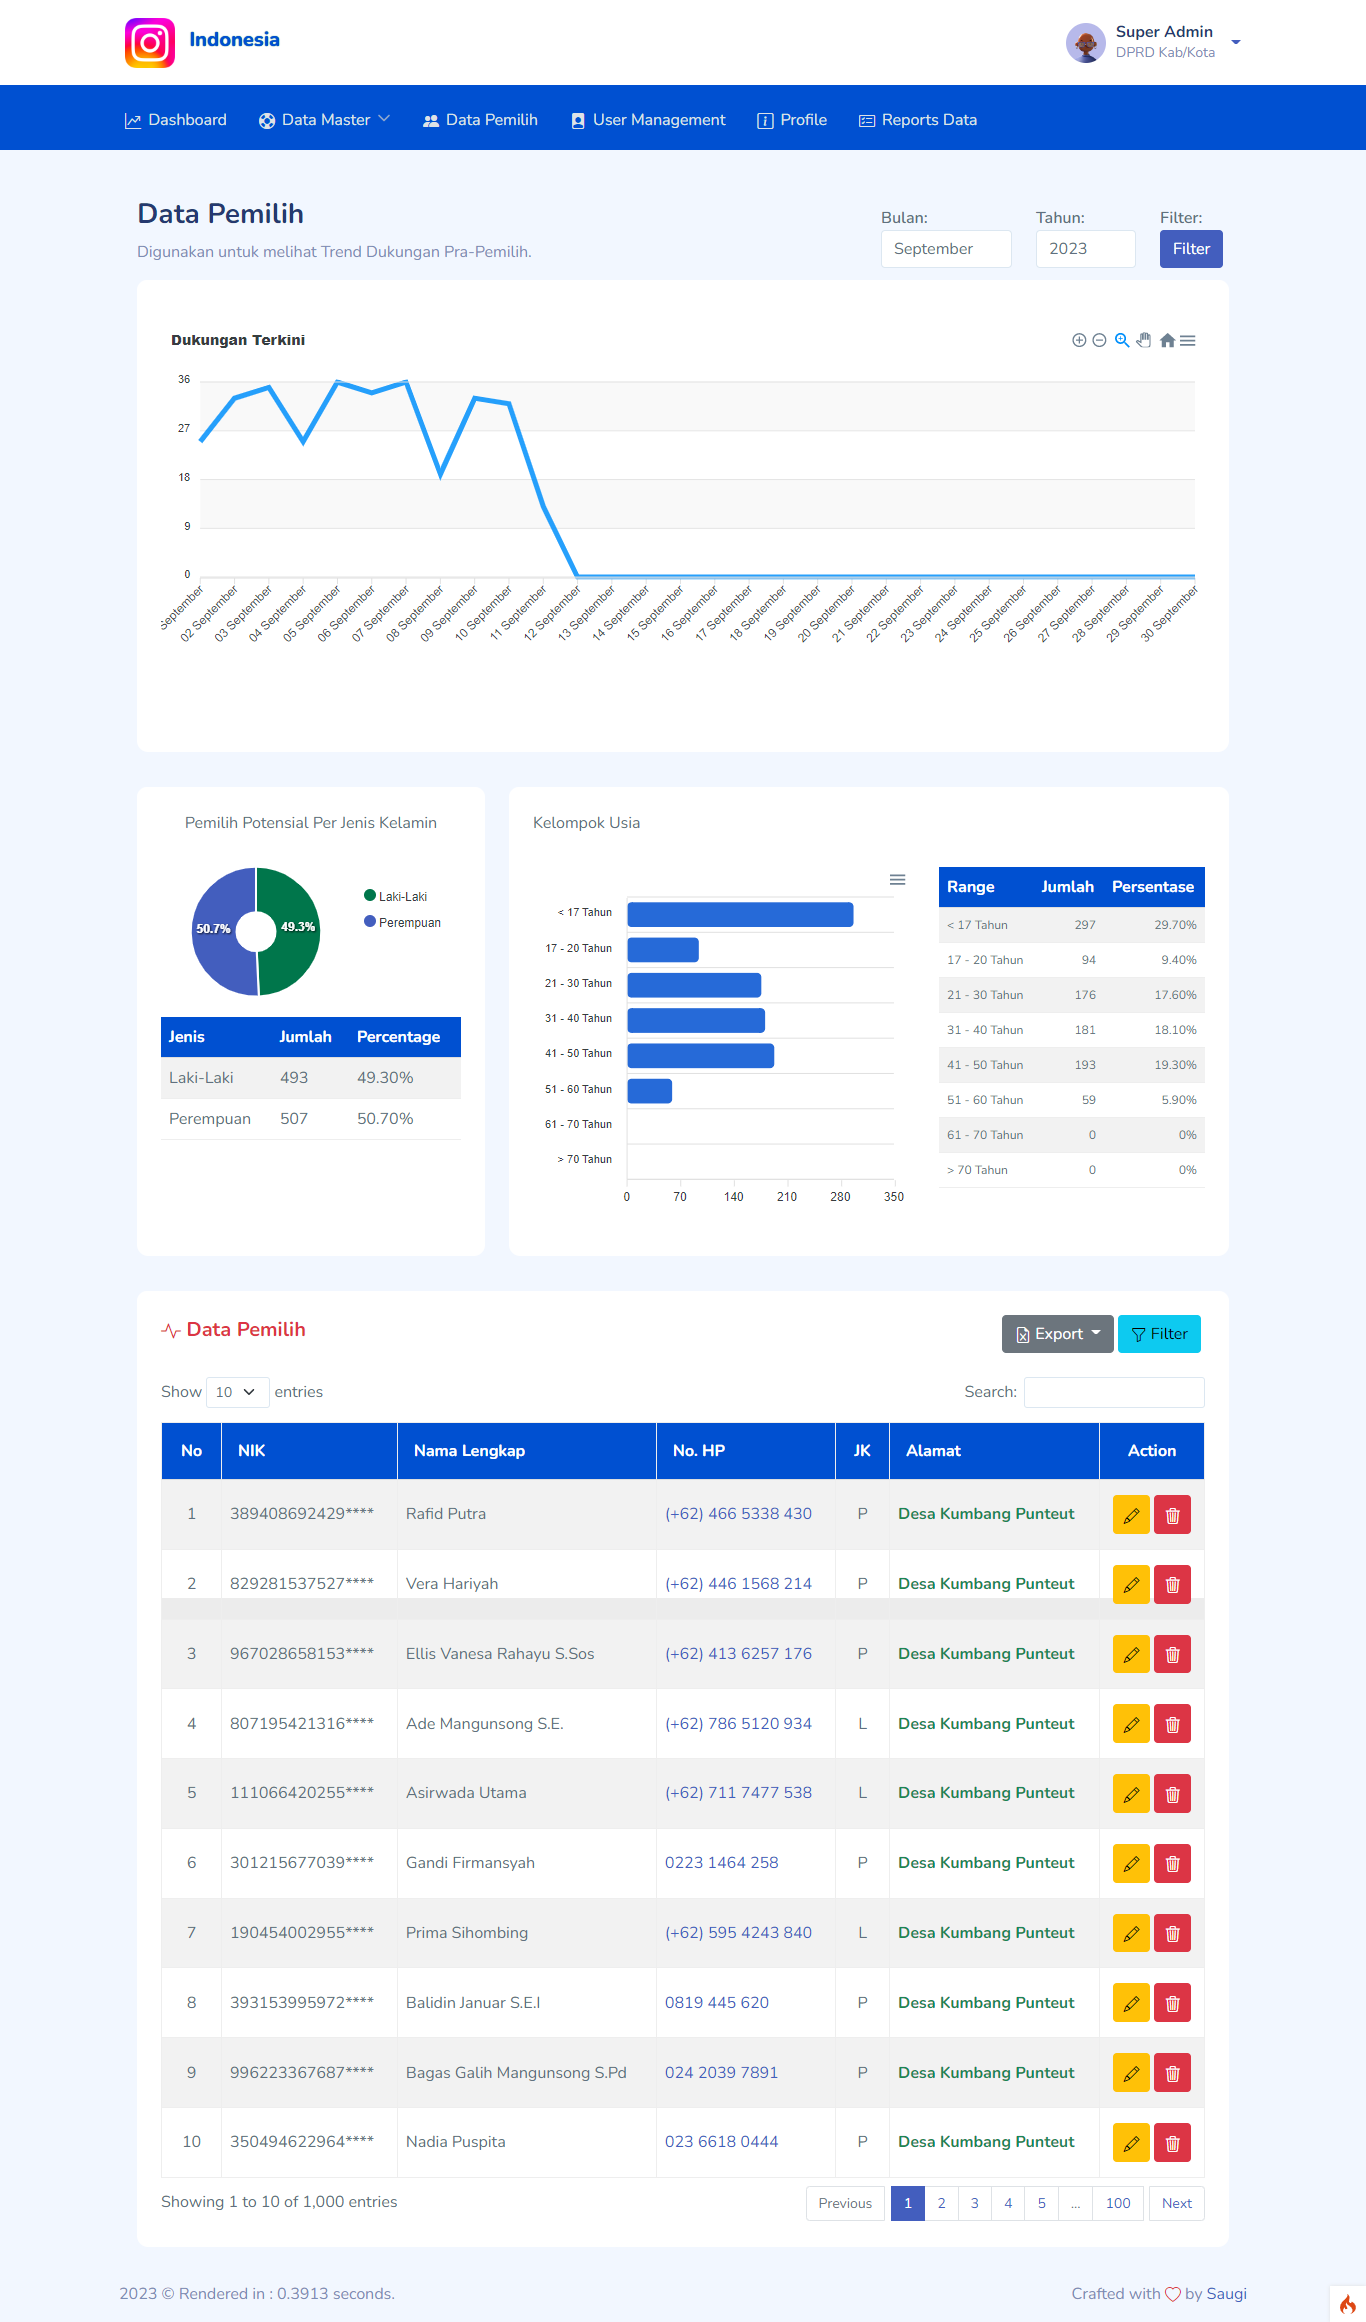 Indonesia
Super Admin
DPRD Kab/Kota
Dashboard Data Master Data Pemilih User Management Profile Reports Data
Data Pemilih
Digunakan untuk melihat Trend Dukungan Pra-Pemilih.
Bulan: Tahun: Filter:
September 2023 Filter
Dukungan Terkini
36
27
18
9
0
September 02 September 03 September 04 September 05 September 06 September 07 September 08 September 09 September 10 September 11 September 12 September 13 September 14 September 15 September 16 September 17 September 18 September 19 September 20 September 21 September 22 September 23 September 24 September 25 September 26 September 27 September 28 September 29 September 30 September
Pemilih Potensial Per Jenis Kelamin
50.7% 49.3%
Laki-Laki
Perempuan
Jenis Jumlah Percentage
Laki-Laki 493 49.30%
Perempuan 507 50.70%
Kelompok Usia
< 17 Tahun
17 - 20 Tahun
21 - 30 Tahun
31 - 40 Tahun
41 - 50 Tahun
51 - 60 Tahun
61 - 70 Tahun
> 70 Tahun
0 70 140 210 280 350
Range Jumlah Persentase
< 17 Tahun 297 29.70%
17 - 20 Tahun 94 9.40%
21 - 30 Tahun 176 17.60%
31 - 40 Tahun 181 18.10%
41 - 50 Tahun 193 19.30%
51 - 60 Tahun 59 5.90%
61 - 70 Tahun 0 0%
> 70 Tahun 0 0%
Data Pemilih
Export Filter
Show 10 entries
Search:
No NIK Nama Lengkap No. HP JK Alamat Action
1 389408692429**** Rafid Putra (+62) 466 5338 430 P Desa Kumbang Punteut
2 829281537527**** Vera Hariyah (+62) 446 1568 214 P Desa Kumbang Punteut
3 967028658153**** Ellis Vanesa Rahayu S.Sos (+62) 413 6257 176 P Desa Kumbang Punteut
4 807195421316**** Ade Mangunsong S.E. (+62) 786 5120 934 L Desa Kumbang Punteut
5 111066420255**** Asirwada Utama (+62) 711 7477 538 L Desa Kumbang Punteut
6 301215677039**** Gandi Firmansyah 0223 1464 258 P Desa Kumbang Punteut
7 190454002955**** Prima Sihombing (+62) 595 4243 840 L Desa Kumbang Punteut
8 393153995972**** Balidin Januar S.E.I 0819 445 620 P Desa Kumbang Punteut
9 996223367687**** Bagas Galih Mangunsong S.Pd 024 2039 7891 P Desa Kumbang Punteut
10 350494622964**** Nadia Puspita 023 6618 0444 P Desa Kumbang Punteut
Showing 1 to 10 of 1,000 entries
Previous 1 2 3 4 5 … 100 Next
2023 © Rendered in : 0.3913 seconds.
Crafted with by Saugi